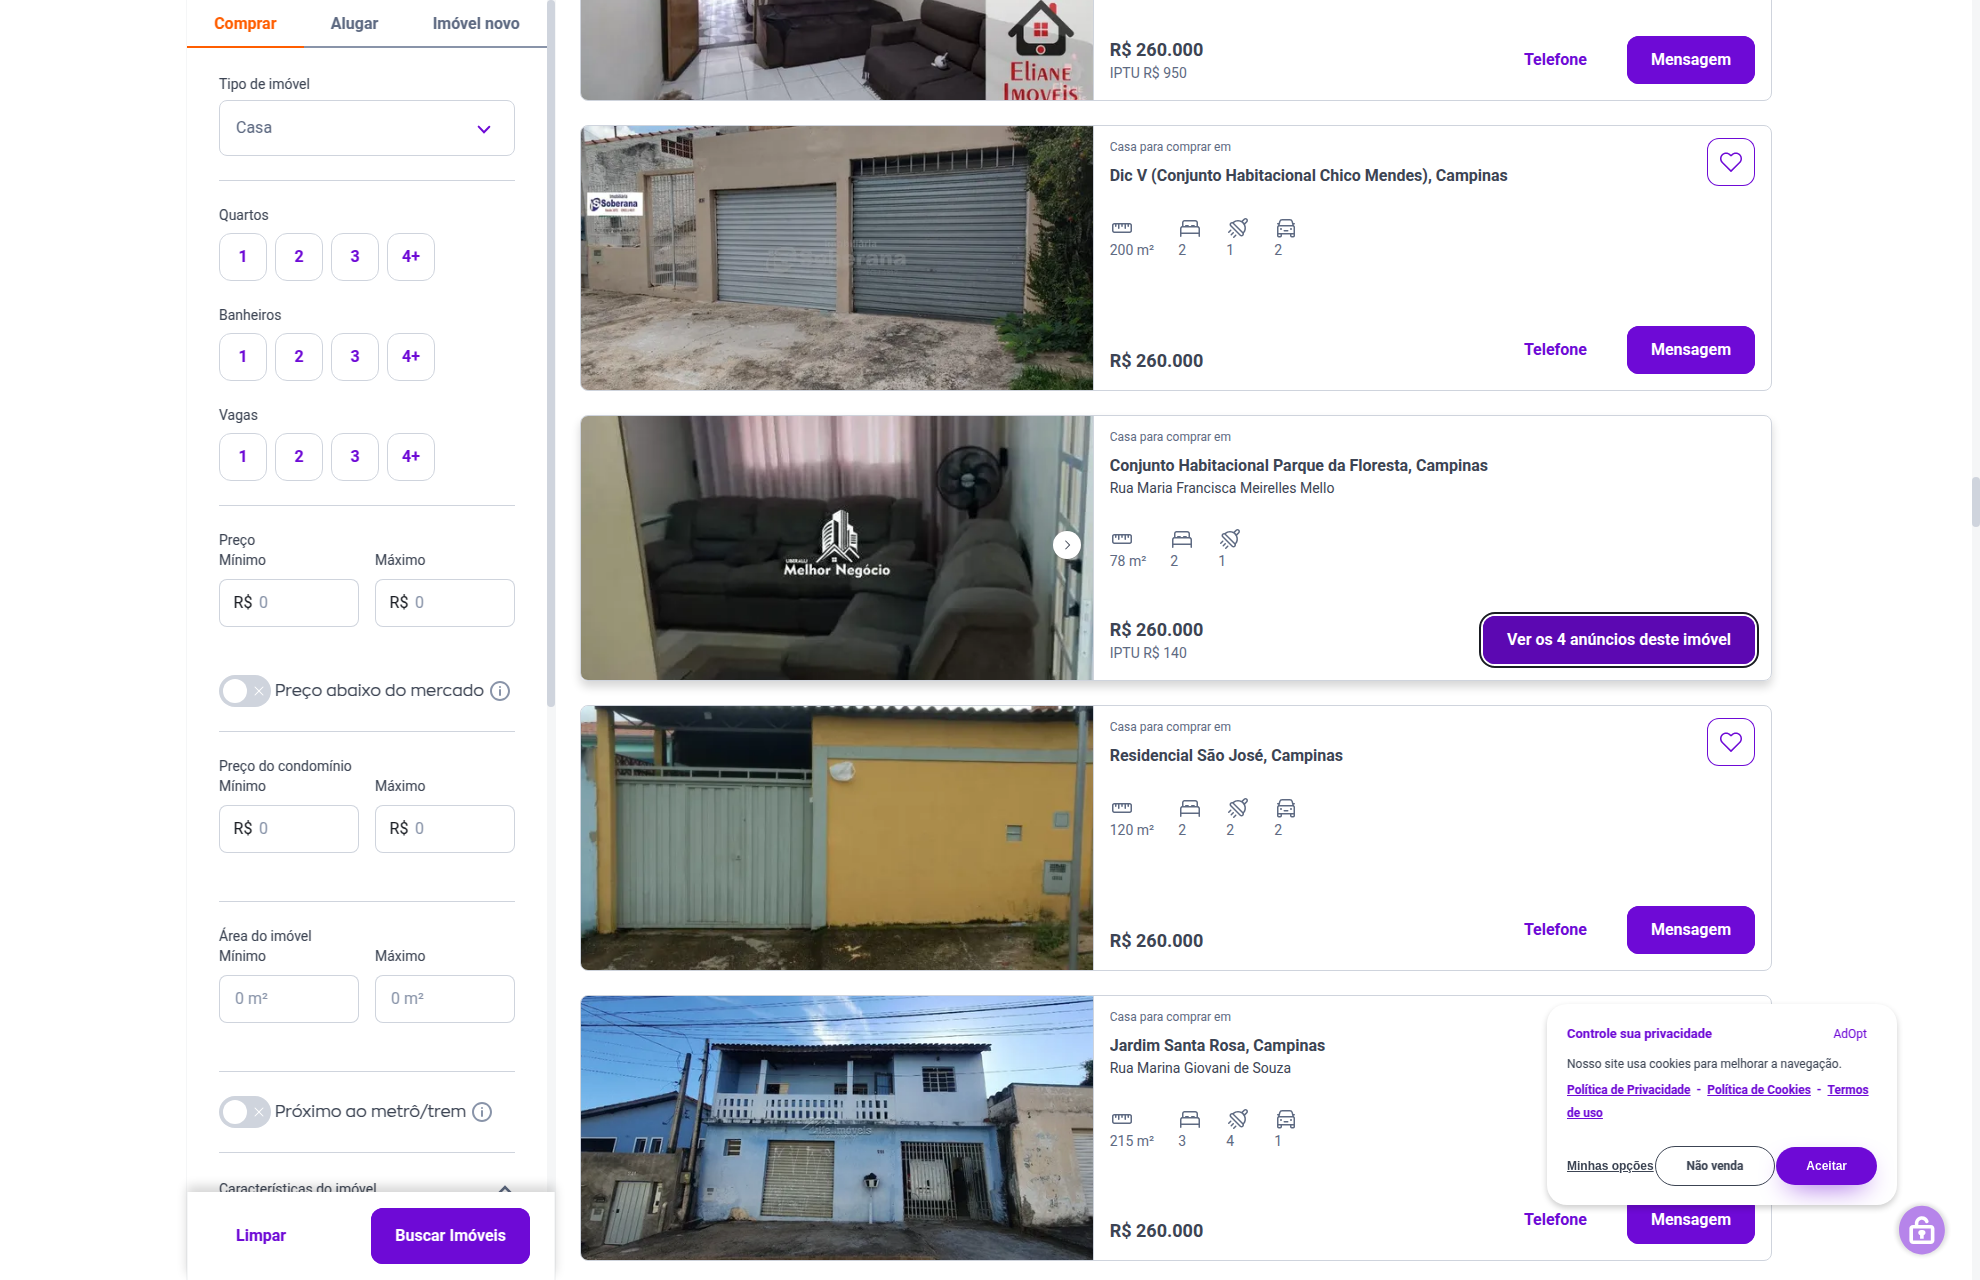 Comprar
Alugar
Imóvel novo
Tipo de imóvel
Casa
Quartos
1
2
3
4+
Banheiros
1
2
3
4+
Vagas
1
2
3
4+
Preço
Mínimo
Máximo
R$ 0
R$ 0
Preço abaixo do mercado
Preço do condomínio
Mínimo
Máximo
R$ 0
R$ 0
Área do imóvel
Mínimo
Máximo
0 m²
0 m²
Próximo ao metrô/trem
Características do imóvel
Limpar
Buscar Imóveis
Eliane
Imoveis
R$ 260.000
IPTU R$ 950
Telefone
Mensagem
Soberana
Soberana
Casa para comprar em
Dic V (Conjunto Habitacional Chico Mendes), Campinas
200 m²
2
1
2
R$ 260.000
Telefone
Mensagem
Melhor Negócio
Casa para comprar em
Conjunto Habitacional Parque da Floresta, Campinas
Rua Maria Francisca Meirelles Mello
78 m²
2
1
R$ 260.000
IPTU R$ 140
Ver os 4 anúncios deste imóvel
Casa para comprar em
Residencial São José, Campinas
120 m²
2
2
2
R$ 260.000
Telefone
Mensagem
Casa para comprar em
Jardim Santa Rosa, Campinas
Rua Marina Giovani de Souza
215 m²
3
4
1
R$ 260.000
Telefone
Mensagem
Controle sua privacidade
AdOpt
Nosso site usa cookies para melhorar a navegação.
Política de Privacidade - Política de Cookies - Termos
de uso
Minhas opções
Não venda
Aceitar